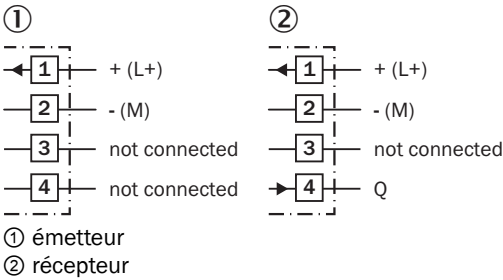 ① ②
1 + (L+) 1 + (L+)
2 - (M) 2 - (M)
3 not connected 3 not connected
4 not connected 4 Q
① émetteur
② récepteur